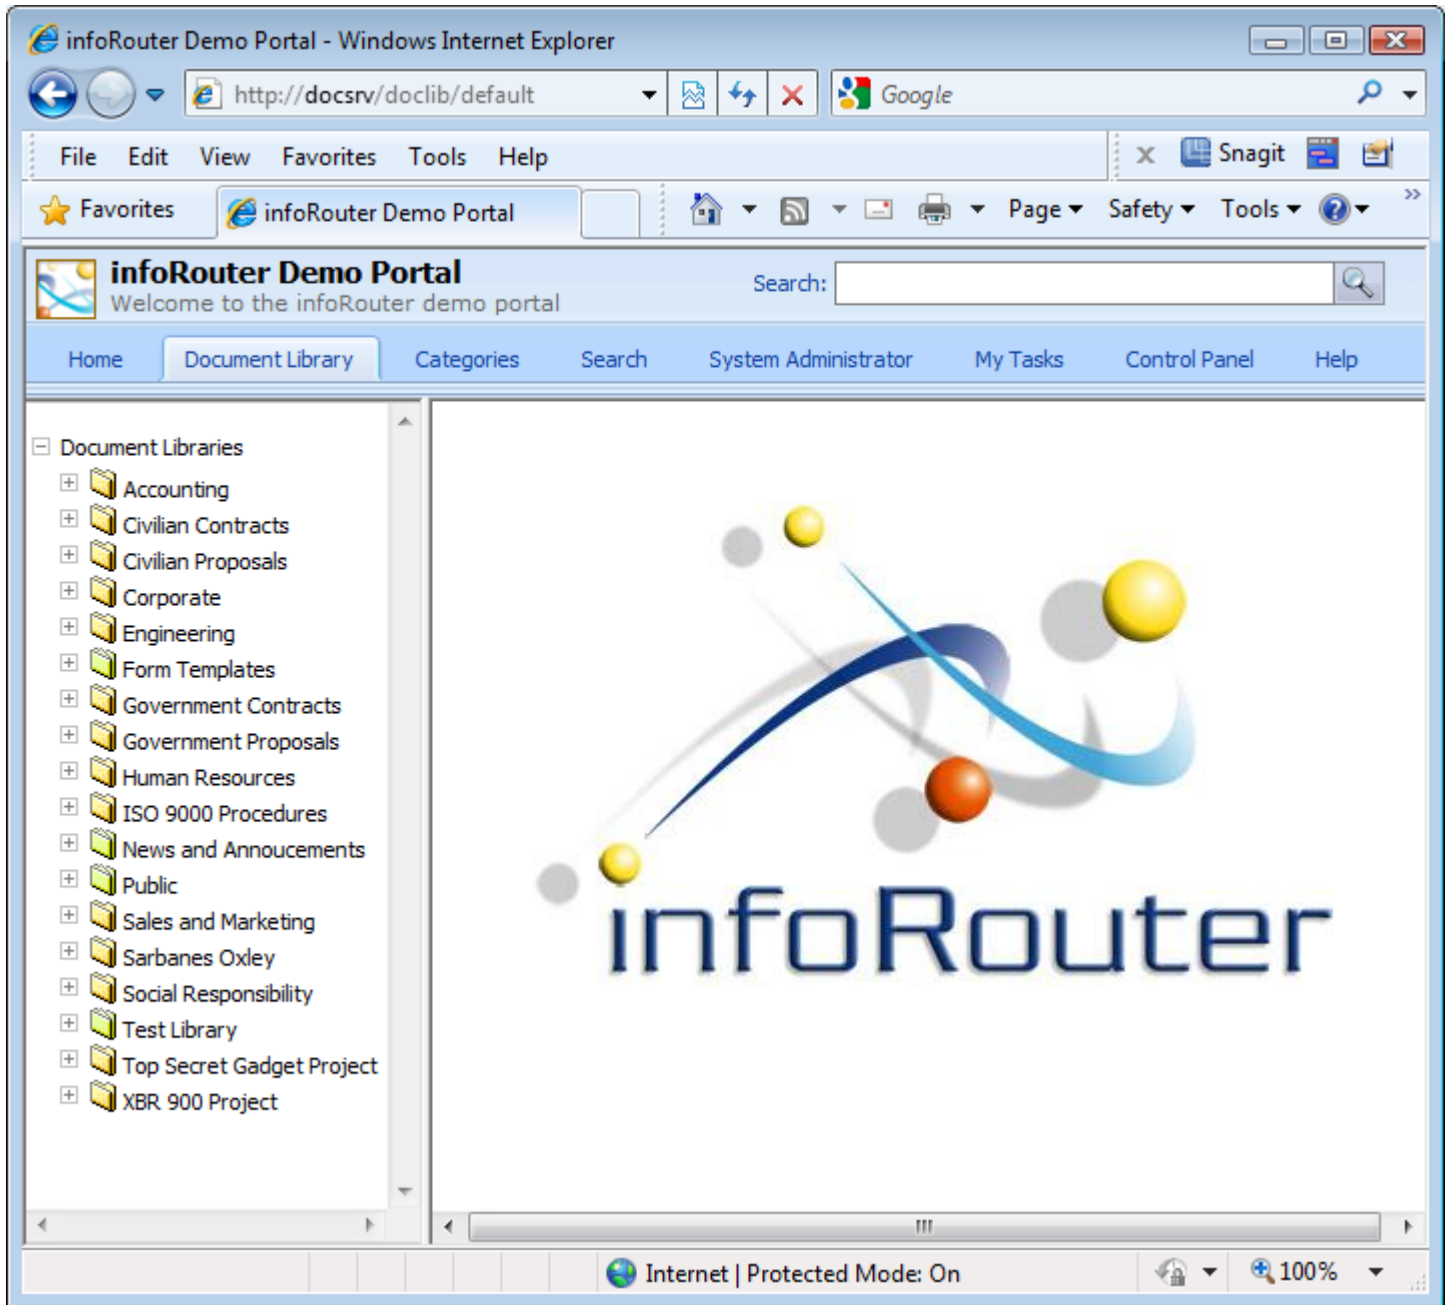 infoRouter Demo Portal - Windows Internet Explorer
http://docsrv/doclib/default Google
File Edit View Favorites Tools Help x Snagit
Favorites infoRouter Demo Portal Page Safety Tools
infoRouter Demo Portal
Welcome to the infoRouter demo portal
Search:
Home Document Library Categories Search System Administrator My Tasks Control Panel Help
Document Libraries
Accounting
Civilian Contracts
Civilian Proposals
Corporate
Engineering
Form Templates
Government Contracts
Government Proposals
Human Resources
ISO 9000 Procedures
News and Annoucements
Public
Sales and Marketing
Sarbanes Oxley
Social Responsibility
Test Library
Top Secret Gadget Project
XBR 900 Project
infoRouter
Internet | Protected Mode: On 100%